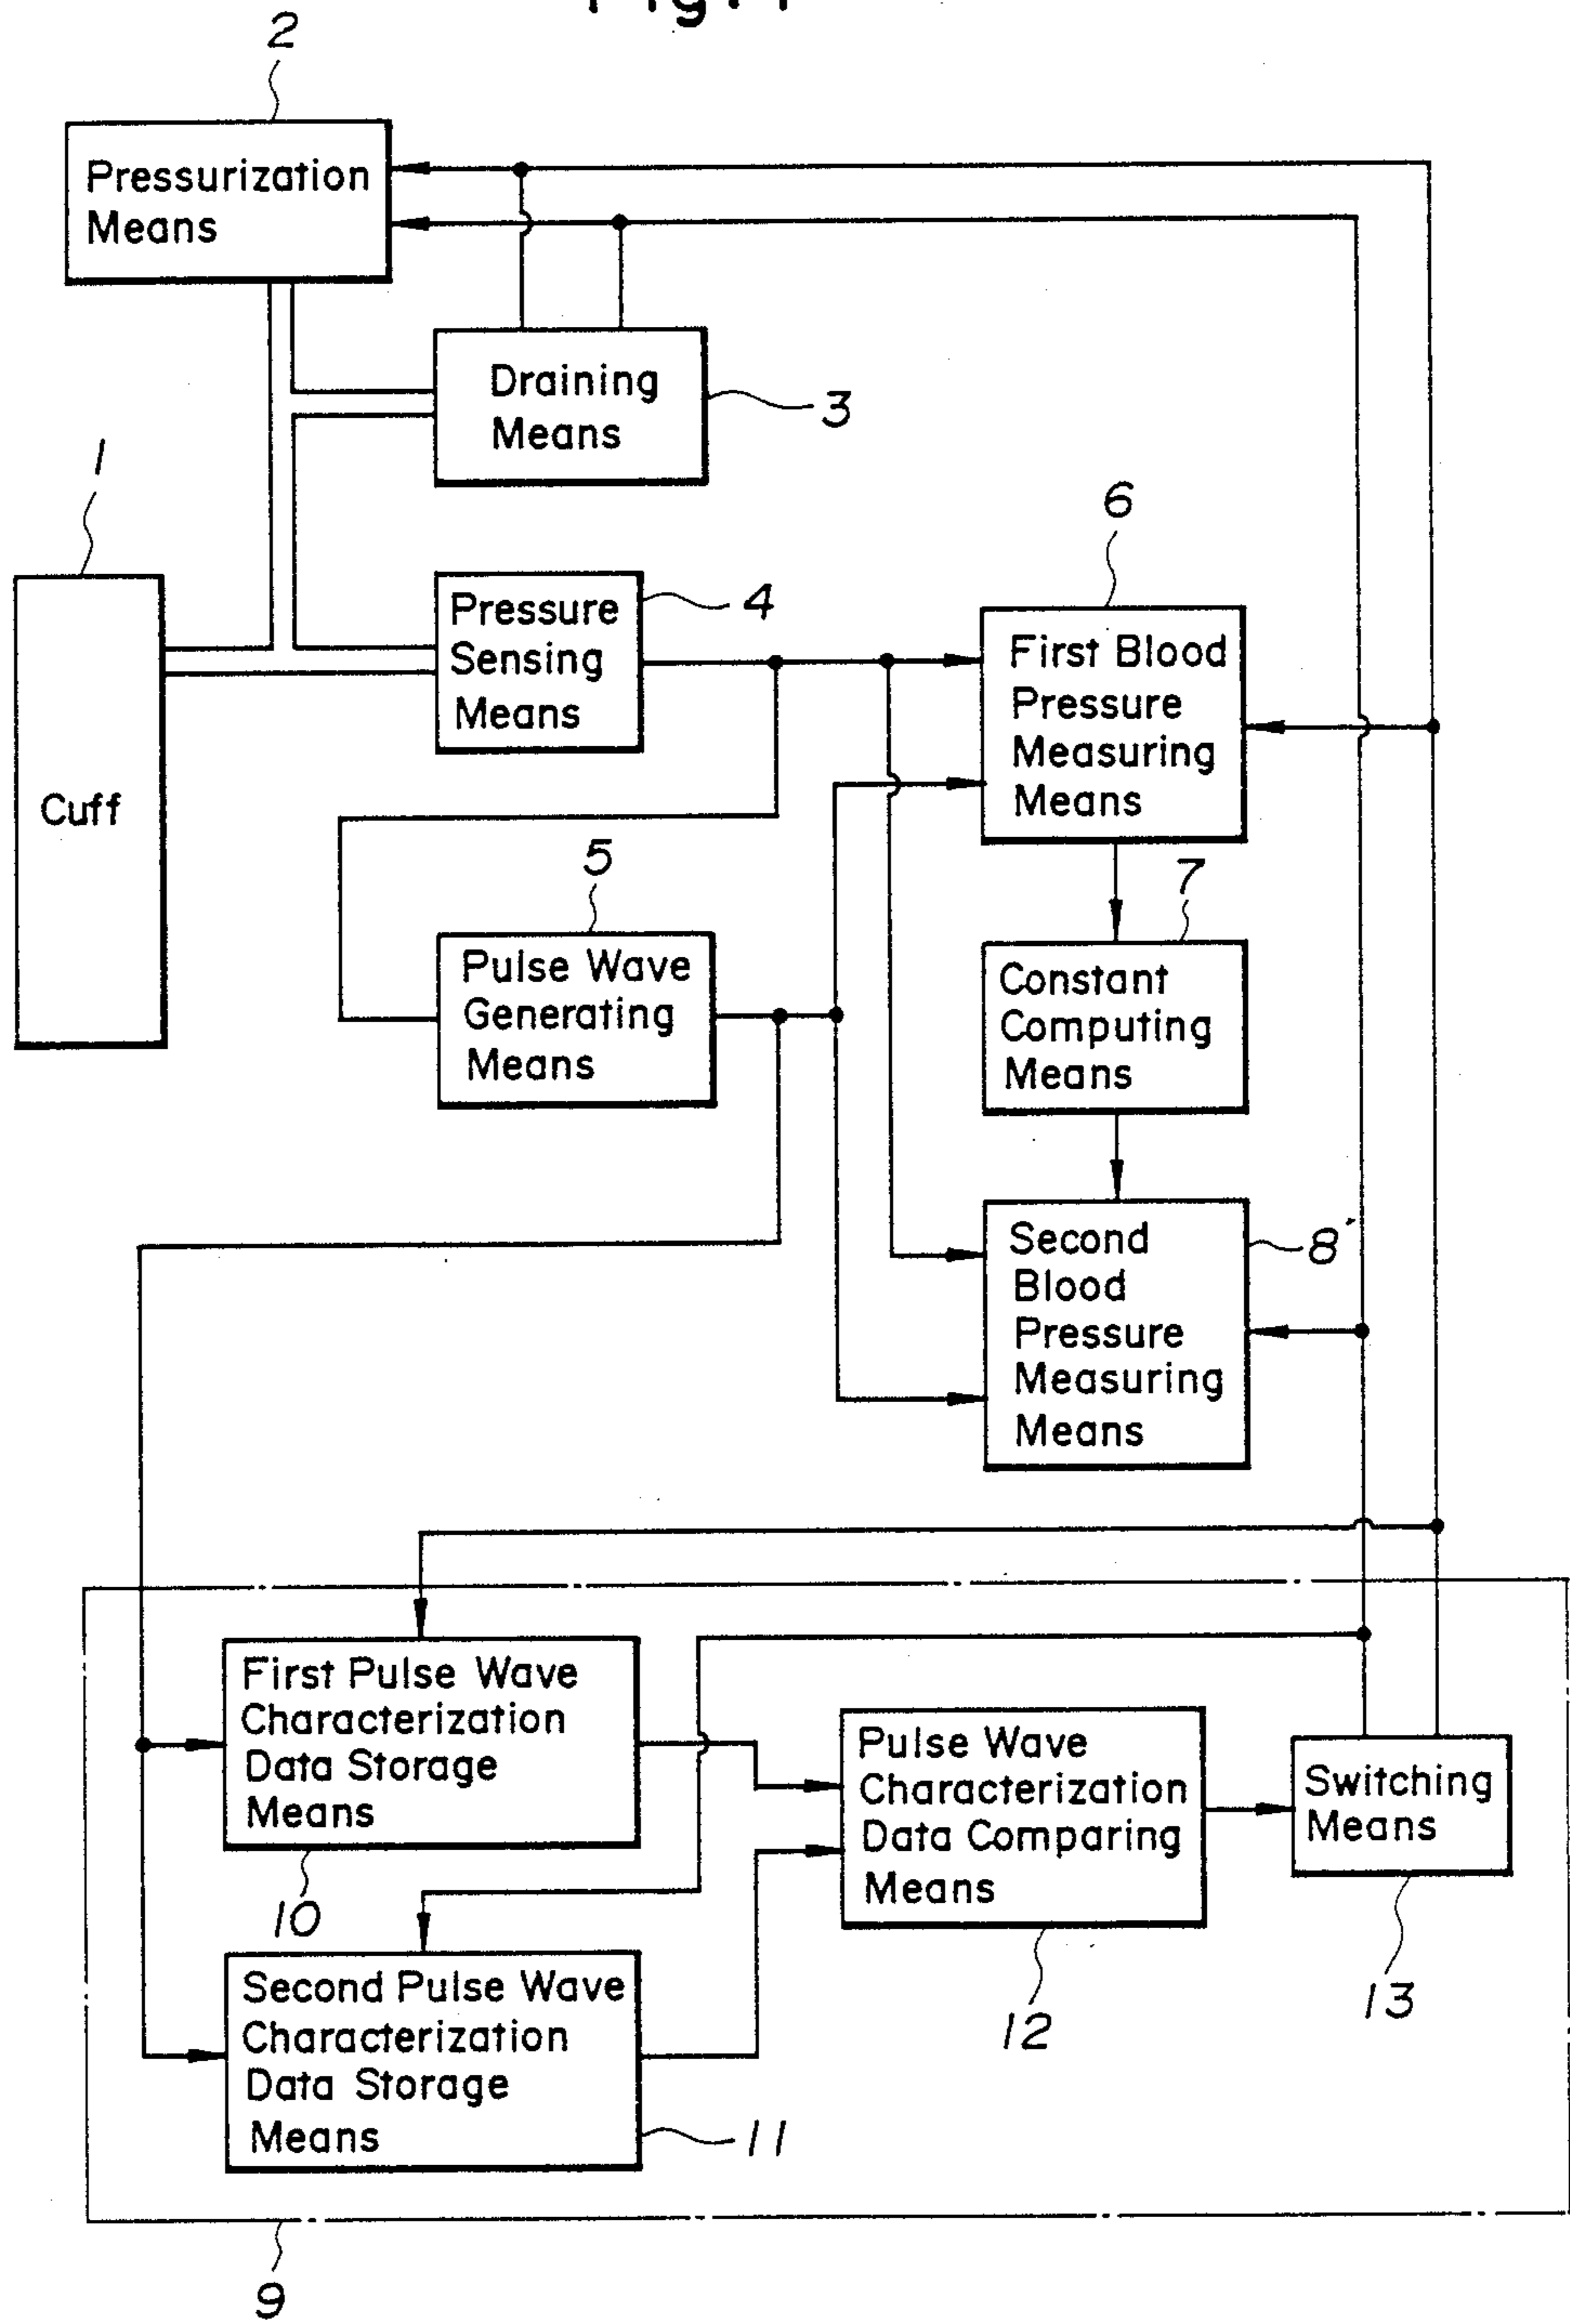 Fig. 1
2
Pressurization
Means
Draining
Means
3
1
Cuff
Pressure
Sensing
Means
4
6
First Blood
Pressure
Measuring
Means
5
Pulse Wave
Generating
Means
7
Constant
Computing
Means
Second
Blood
Pressure
Measuring
Means
8
First Pulse Wave
Characterization
Data Storage
Means
10
Pulse Wave
Characterization
Data Comparing
Means
12
Switching
Means
13
Second Pulse Wave
Characterization
Data Storage
Means
11
9